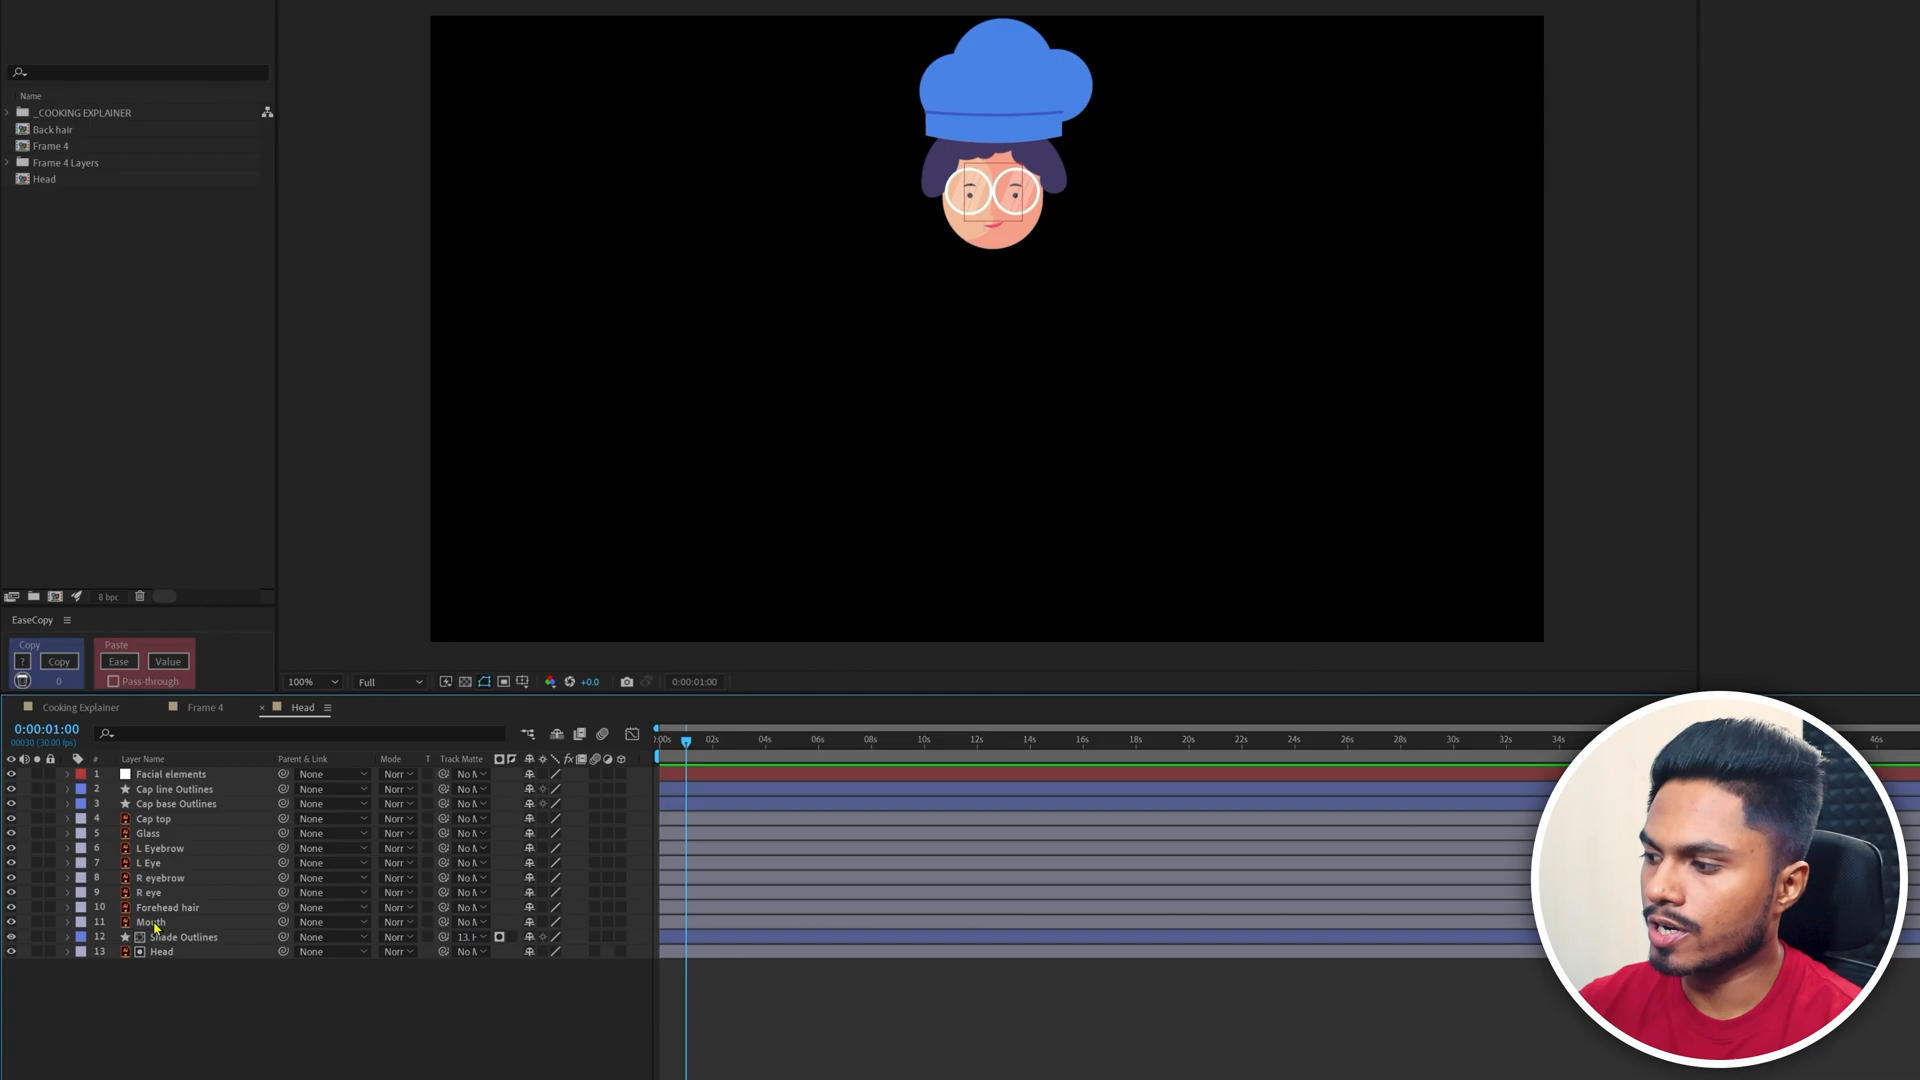 Name
_COOKING EXPLAINER
Back hair
Frame 4
Frame 4 Layers
Head
8 bpc
EaseCopy
Copy Paste
? Copy Ease Value
0 Pass-through
100% Full +0.0 0:00:01:00
Cooking Explainer Frame 4 × Head
0:00:01:00
00030 (30.00 fps)
:00s 02s 04s 06s 08s 10s 12s 14s 16s 18s 20s 22s 24s 26s 28s 30s 32s 34s 46s
# Layer Name Parent & Link Mode T Track Matte fx
1 Facial elements None Norr No M
2 Cap line Outlines None Norr No M
3 Cap base Outlines None Norr No M
4 Cap top None Norr No M
5 Glass None Norr No M
6 L Eyebrow None Norr No M
7 L Eye None Norr No M
8 R eyebrow None Norr No M
9 R eye None Norr No M
10 Forehead hair None Norr No M
11 Mouth None Norr No M
12 Shade Outlines None Norr 13. H
13 Head None Norr No M